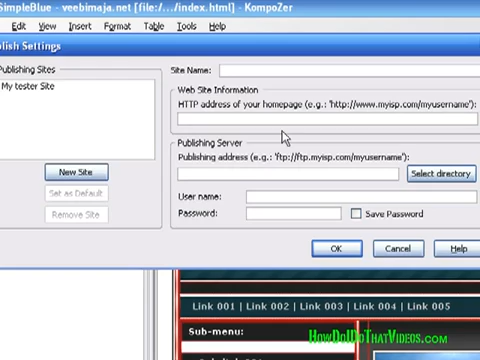 SimpleBlue - veebimaja.net [file:/.../index.html] - KompoZer
Edit View Insert Format Table Tools Help
blish Settings
Publishing Sites
My tester Site
New Site
Set as Default
Remove Site
Site Name:
Web Site Information
HTTP address of your homepage (e.g.: 'http://www.myisp.com/myusername'):
Publishing Server
Publishing address (e.g.: 'ftp://ftp.myisp.com/myusername'):
Select directory
User name:
Password:
Save Password
OK Cancel Help
Link 001 | Link 002 | Link 003 | Link 004 | Link 005
Sub-menu:
HowDoIDoThatVideos.com